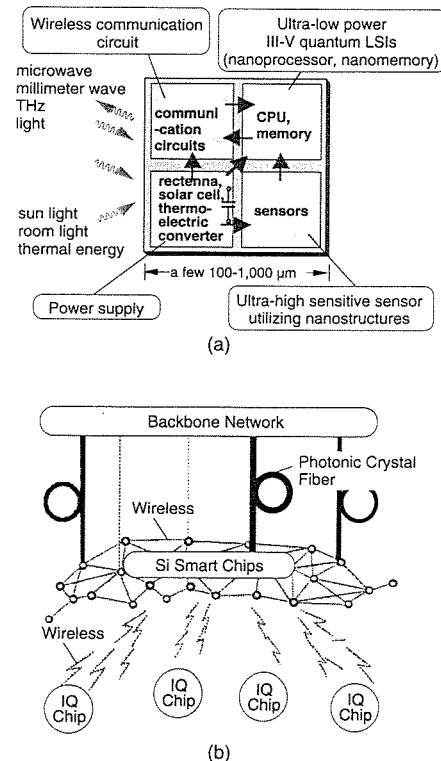 Wireless communication
circuit
Ultra-low power
III-V quantum LSIs
(nanoprocessor, nanomemory)
microwave
millimeter wave
THz
light
communi
-cation
circuits
CPU,
memory
sun light
room light
thermal energy
rectenna,
solar cell,
thermo-
electric
converter
sensors
a few 100-1,000 μm
Power supply
Ultra-high sensitive sensor
utilizing nanostructures
(a)
Backbone Network
Photonic Crystal
Fiber
Wireless
Si Smart Chips
Wireless
IQ
Chip
IQ
Chip
IQ
Chip
IQ
Chip
(b)